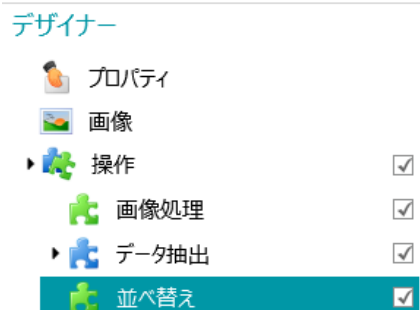 デザイナー
プロパティ
画像
操作
画像処理
データ抽出
並べ替え